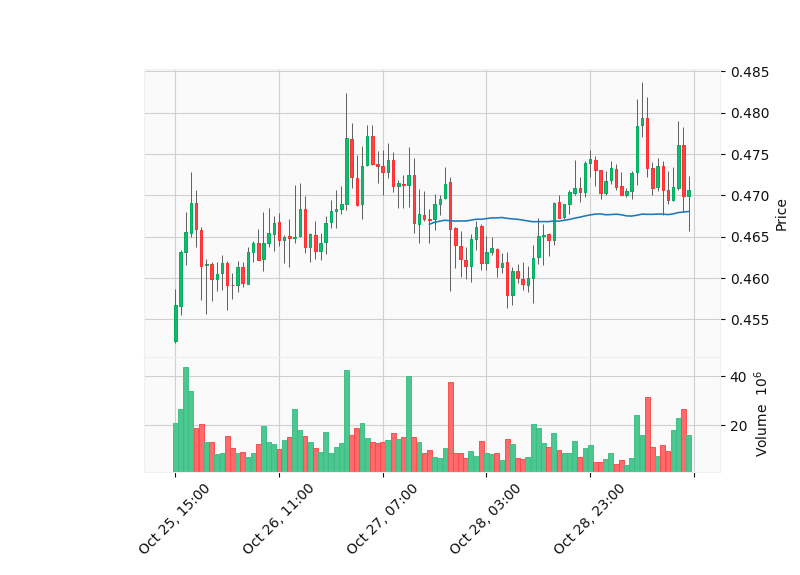 0.485
0.480
0.475
0.470
0.465
0.460
0.455
Price
40
20
Volume 10⁶
Oct 25, 15:00
Oct 26, 11:00
Oct 27, 07:00
Oct 28, 03:00
Oct 28, 23:00